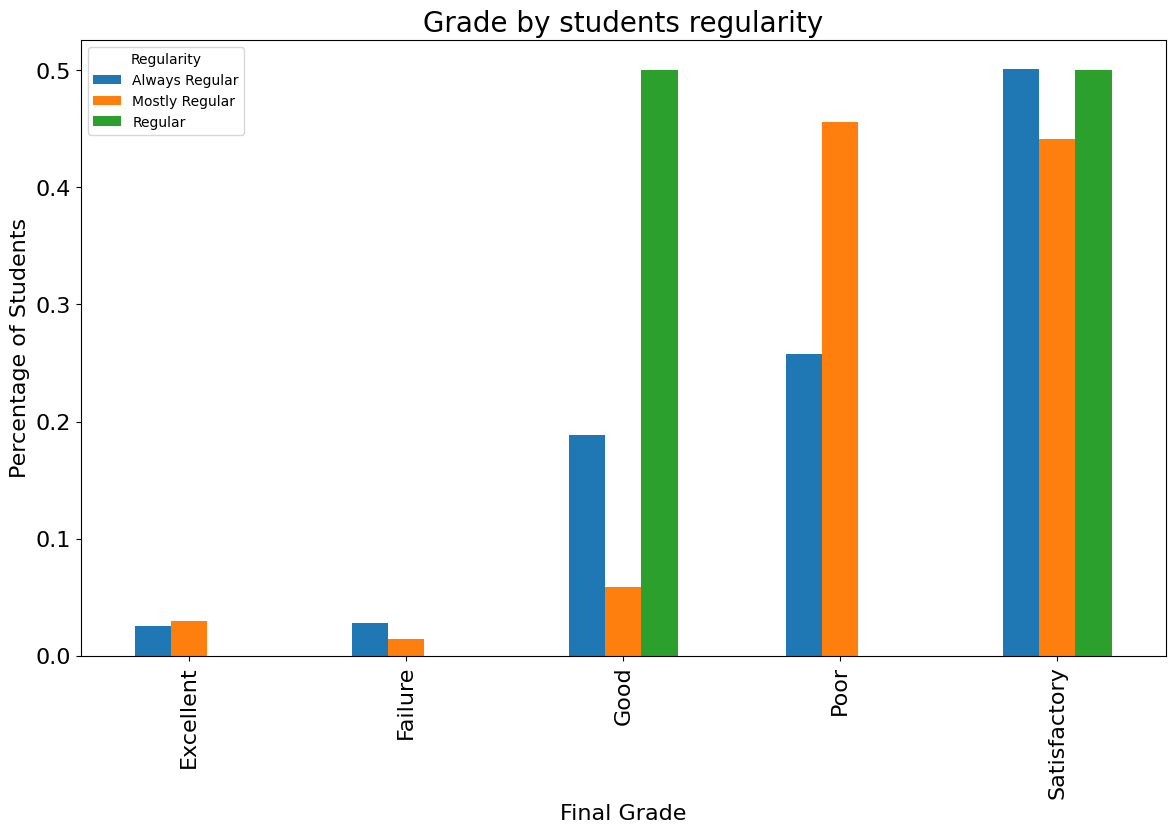 Grade by students regularity
Regularity
Always Regular
Mostly Regular
Regular
0.5
0.4
0.3
0.2
0.1
0.0
Percentage of Students
Excellent
Failure
Good
Poor
Satisfactory
Final Grade